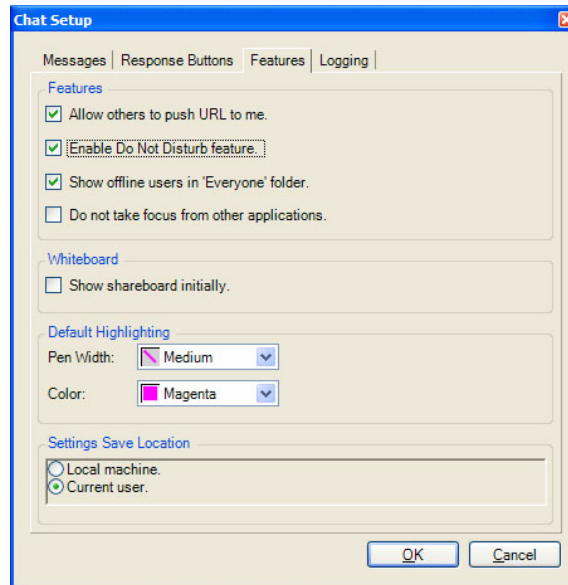 Chat Setup
Messages Response Buttons Features Logging
Features
Allow others to push URL to me.
Enable Do Not Disturb feature.
Show offline users in 'Everyone' folder.
Do not take focus from other applications.
Whiteboard
Show shareboard initially.
Default Highlighting
Pen Width: Medium
Color: Magenta
Settings Save Location
Local machine.
Current user.
OK Cancel